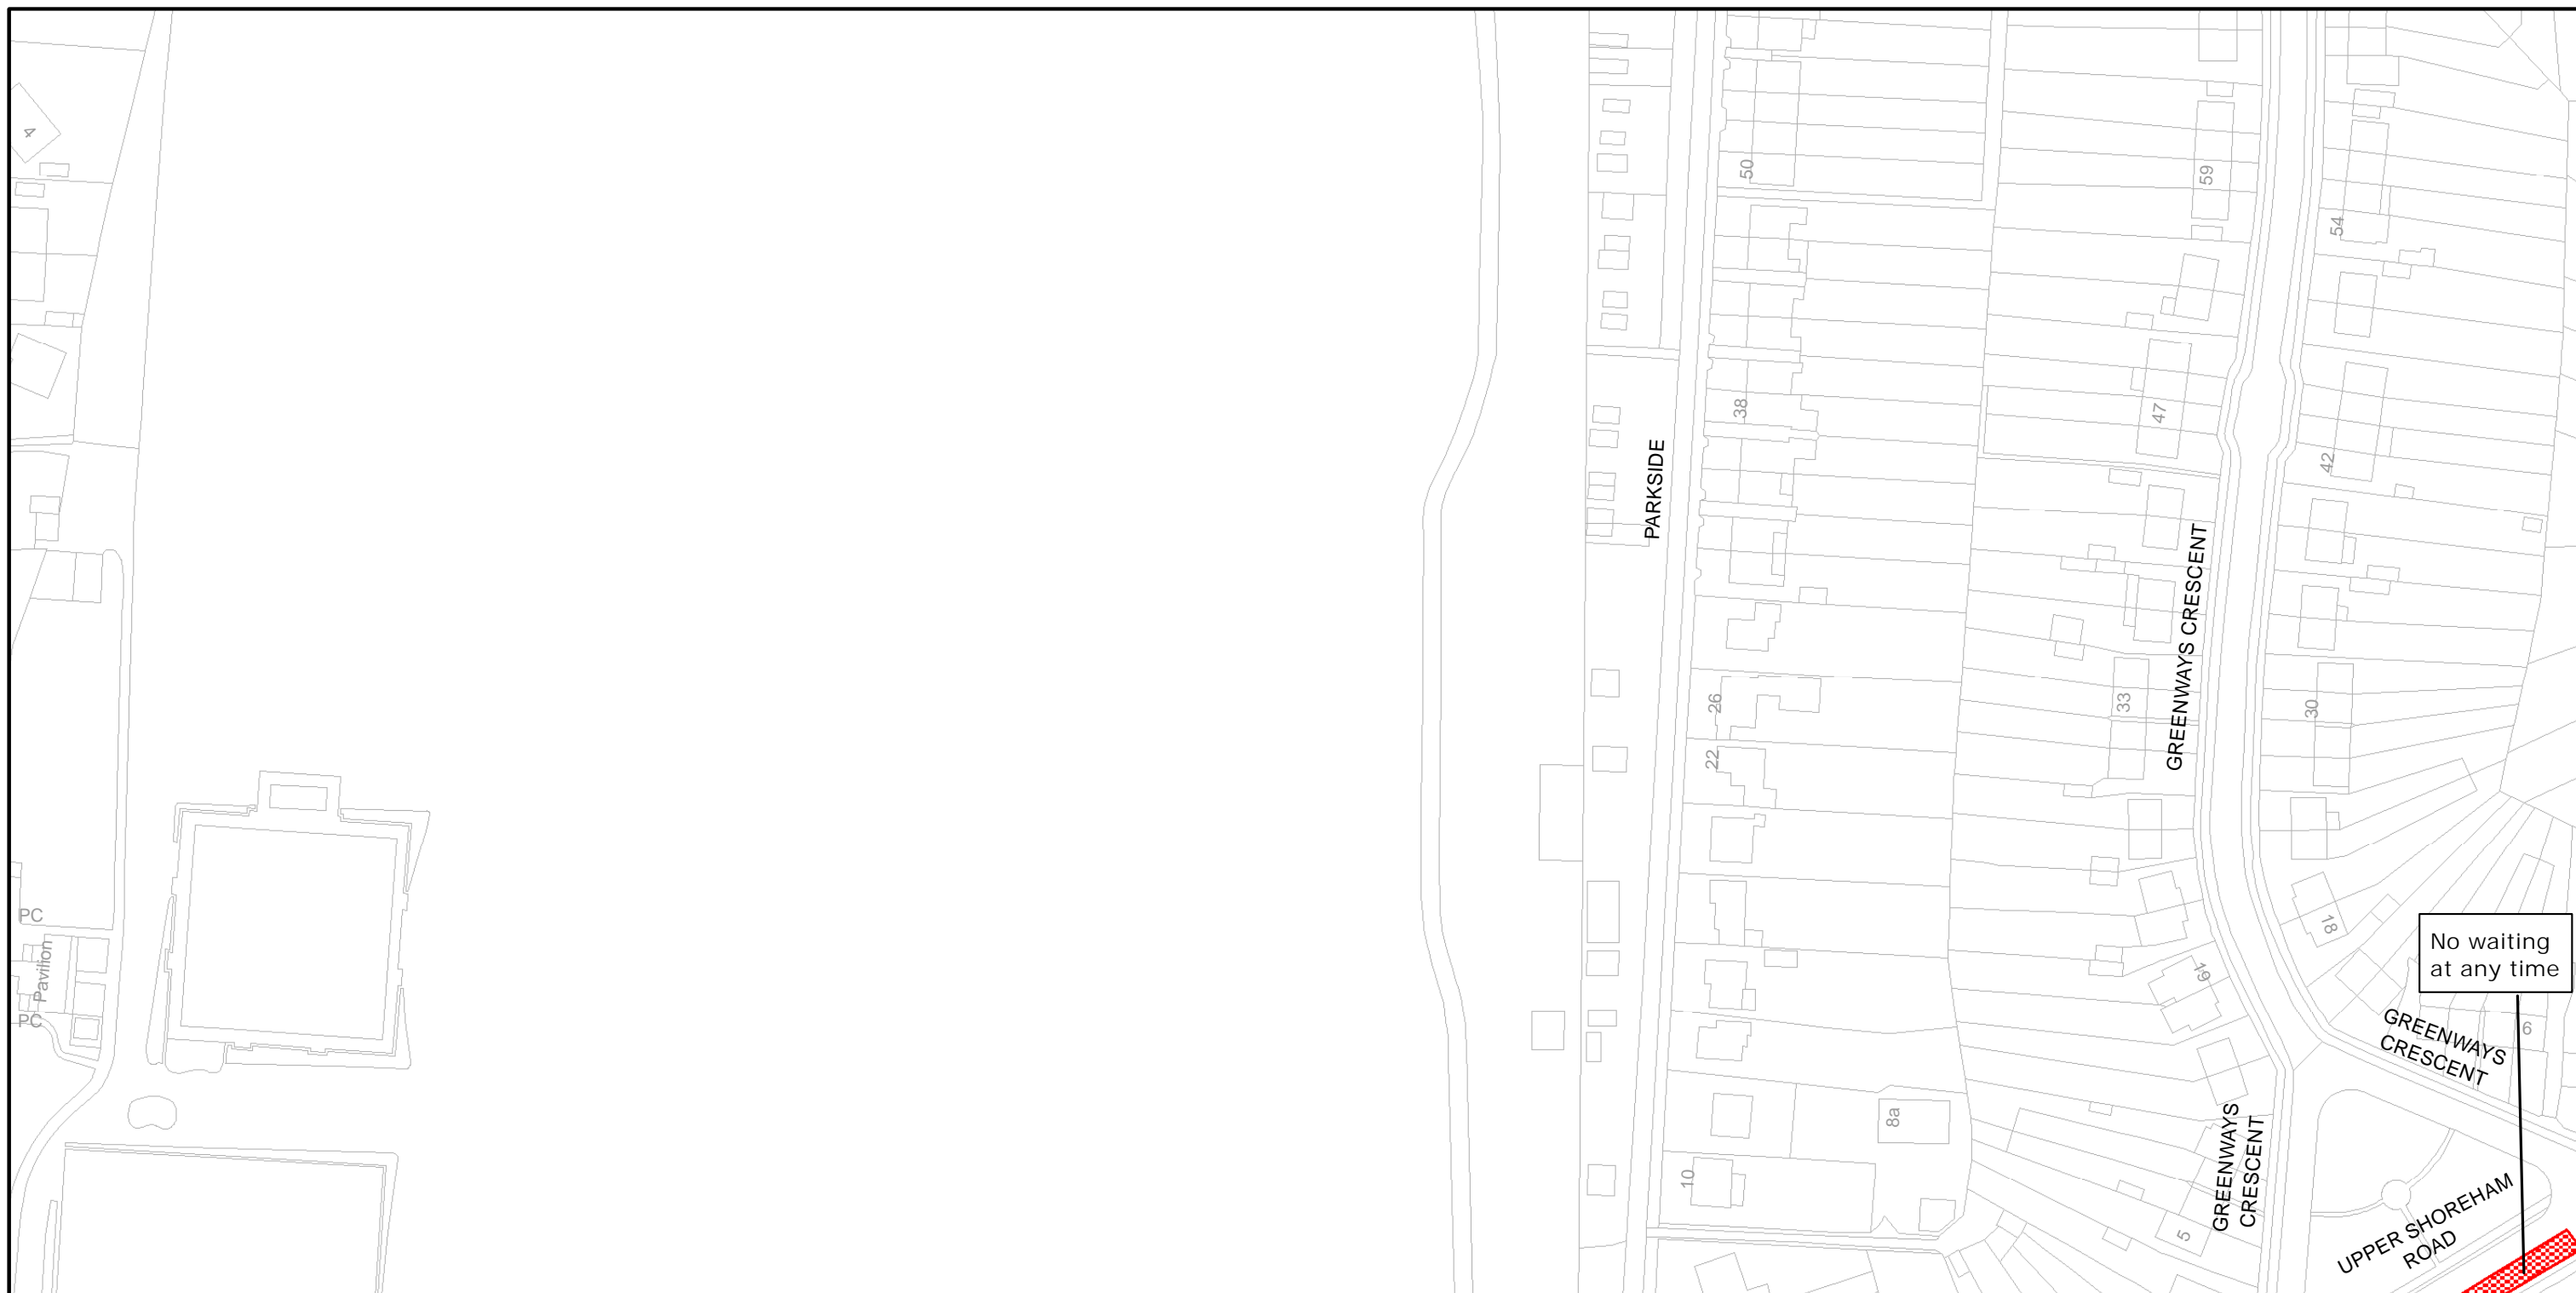 4
50
59
54
38
47
PARKSIDE
42
GREENWAYS CRESCENT
26
33
30
22
PC
Pavilion
PC
18
19
No waiting
at any time
6
GREENWAYS
CRESCENT
8a
10
GREENWAYS
CRESCENT
5
UPPER SHOREHAM
ROAD